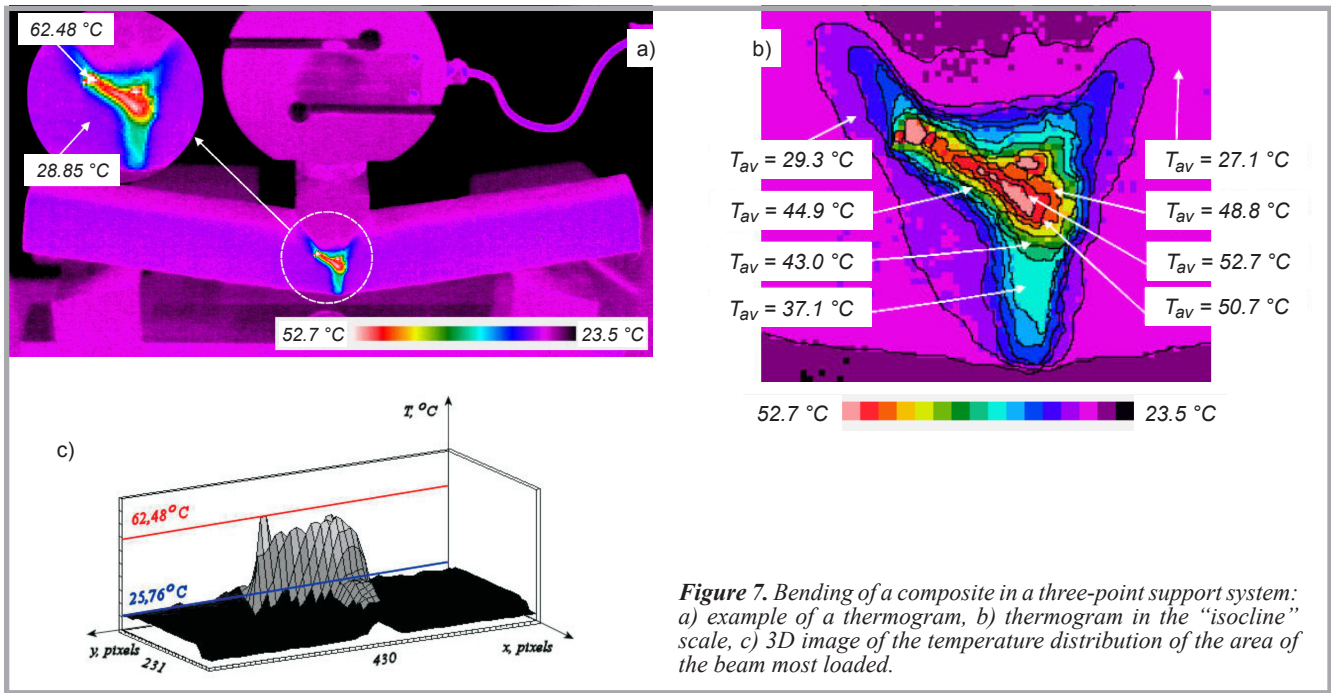 62.48 °C
a)
28.85 °C
52.7 °C
23.5 °C
b)
T_av = 29.3 °C
T_av = 44.9 °C
T_av = 43.0 °C
T_av = 37.1 °C
T_av = 27.1 °C
T_av = 48.8 °C
T_av = 52.7 °C
T_av = 50.7 °C
52.7 °C
23.5 °C
c)
T, °C
62,48°C
25,76°C
y, pixels
231
430
x, pixels
Figure 7. Bending of a composite in a three-point support system:
a) example of a thermogram, b) thermogram in the “isocline”
scale, c) 3D image of the temperature distribution of the area of
the beam most loaded.